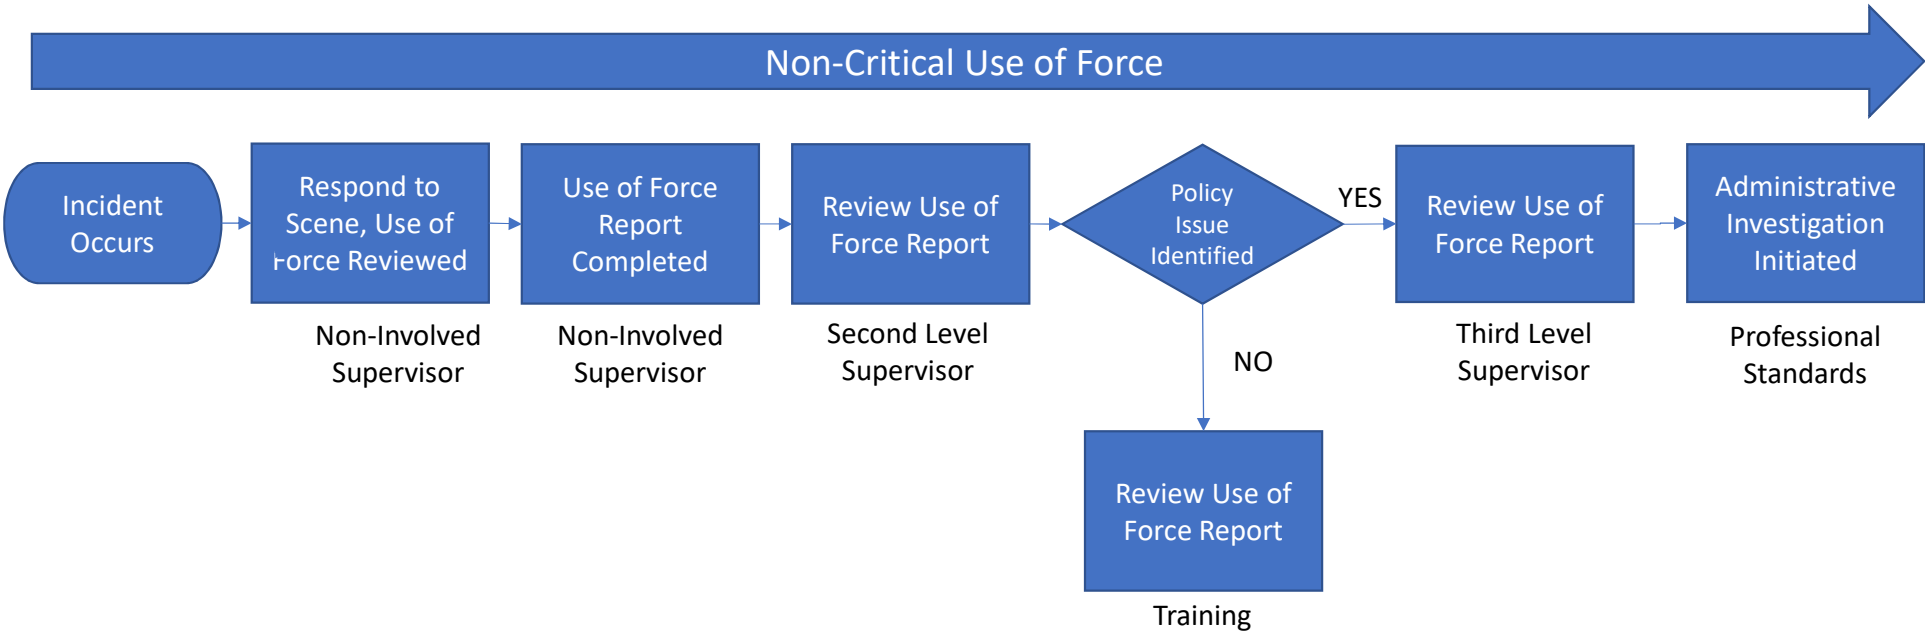 Non-Critical Use of Force
Incident
Occurs
Respond to
Scene, Use of
Force Reviewed
Non-Involved
Supervisor
Use of Force
Report
Completed
Non-Involved
Supervisor
Review Use of
Force Report
Second Level
Supervisor
Policy
Issue
Identified
YES
Review Use of
Force Report
Third Level
Supervisor
Administrative
Investigation
Initiated
Professional
Standards
NO
Review Use of
Force Report
Training